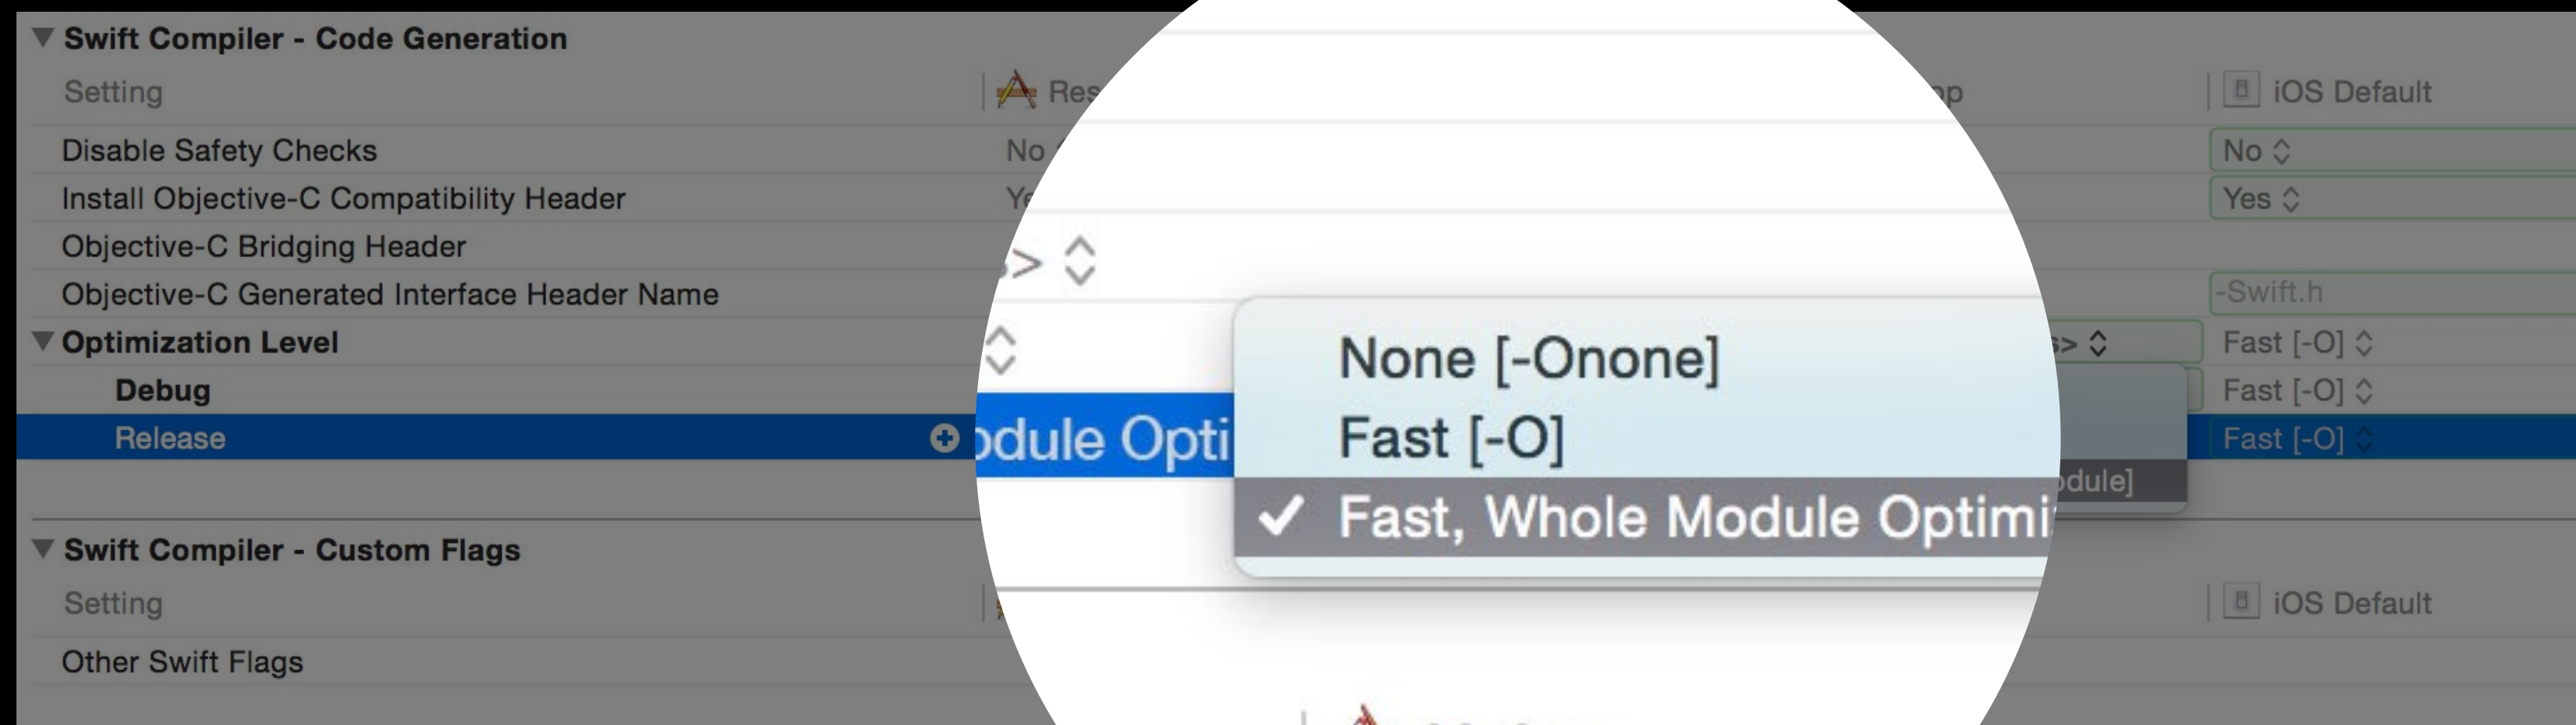 Swift Compiler - Code Generation
Setting Res pp iOS Default
Disable Safety Checks No No
Install Objective-C Compatibility Header Yes
Objective-C Bridging Header >
Objective-C Generated Interface Header Name -Swift.h
Optimization Level None [-Onone] > Fast [-O]
Debug Fast [-O] Fast [-O]
Release odule Opti Fast [-O]
Fast, Whole Module Optimi odule]
Swift Compiler - Custom Flags
Setting iOS Default
Other Swift Flags